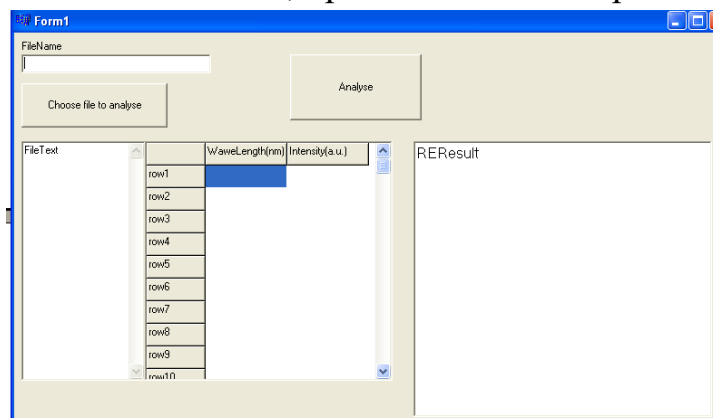 Form1
FileName
Choose file to analyse
Analyse
FileText
WaweLength(nm) Intensity(a.u.)
row1
row2
row3
row4
row5
row6
row7
row8
row9
row10
REResult